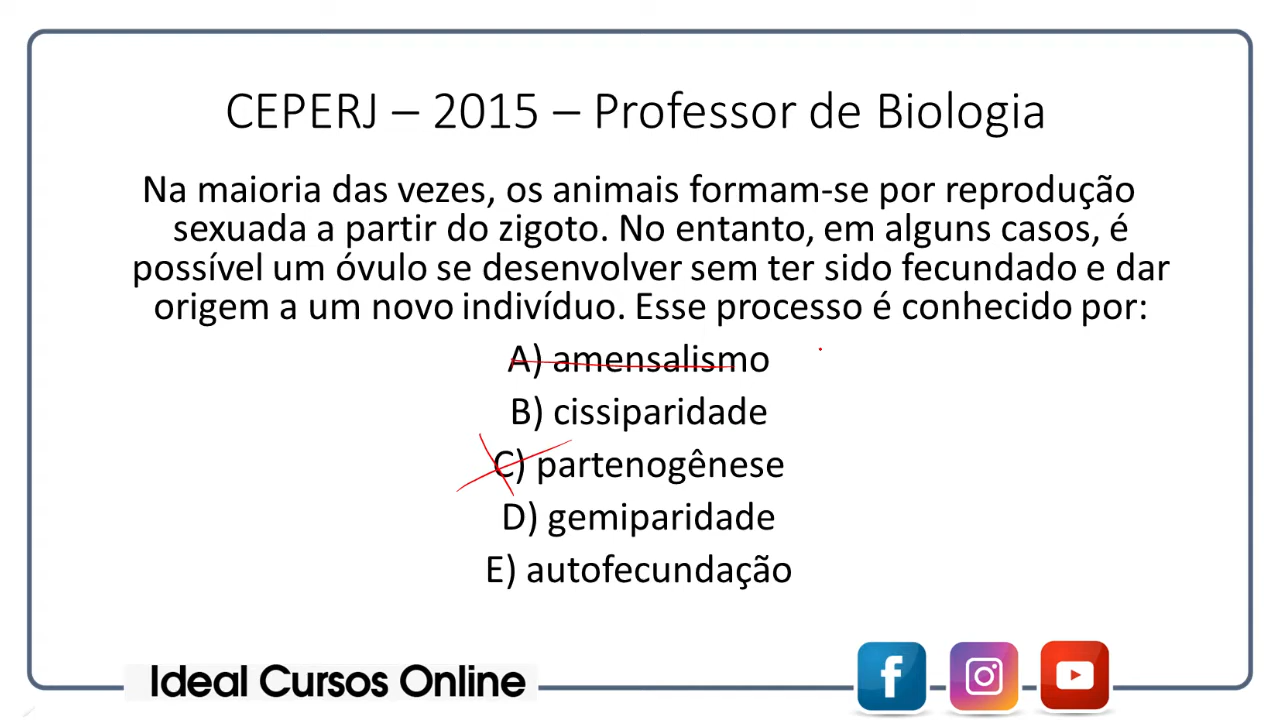 CEPERJ – 2015 – Professor de Biologia
Na maioria das vezes, os animais formam-se por reprodução
sexuada a partir do zigoto. No entanto, em alguns casos, é
possível um óvulo se desenvolver sem ter sido fecundado e dar
origem a um novo indivíduo. Esse processo é conhecido por:
A) amensalismo
B) cissiparidade
C) partenogênese
D) gemiparidade
E) autofecundação
Ideal Cursos Online